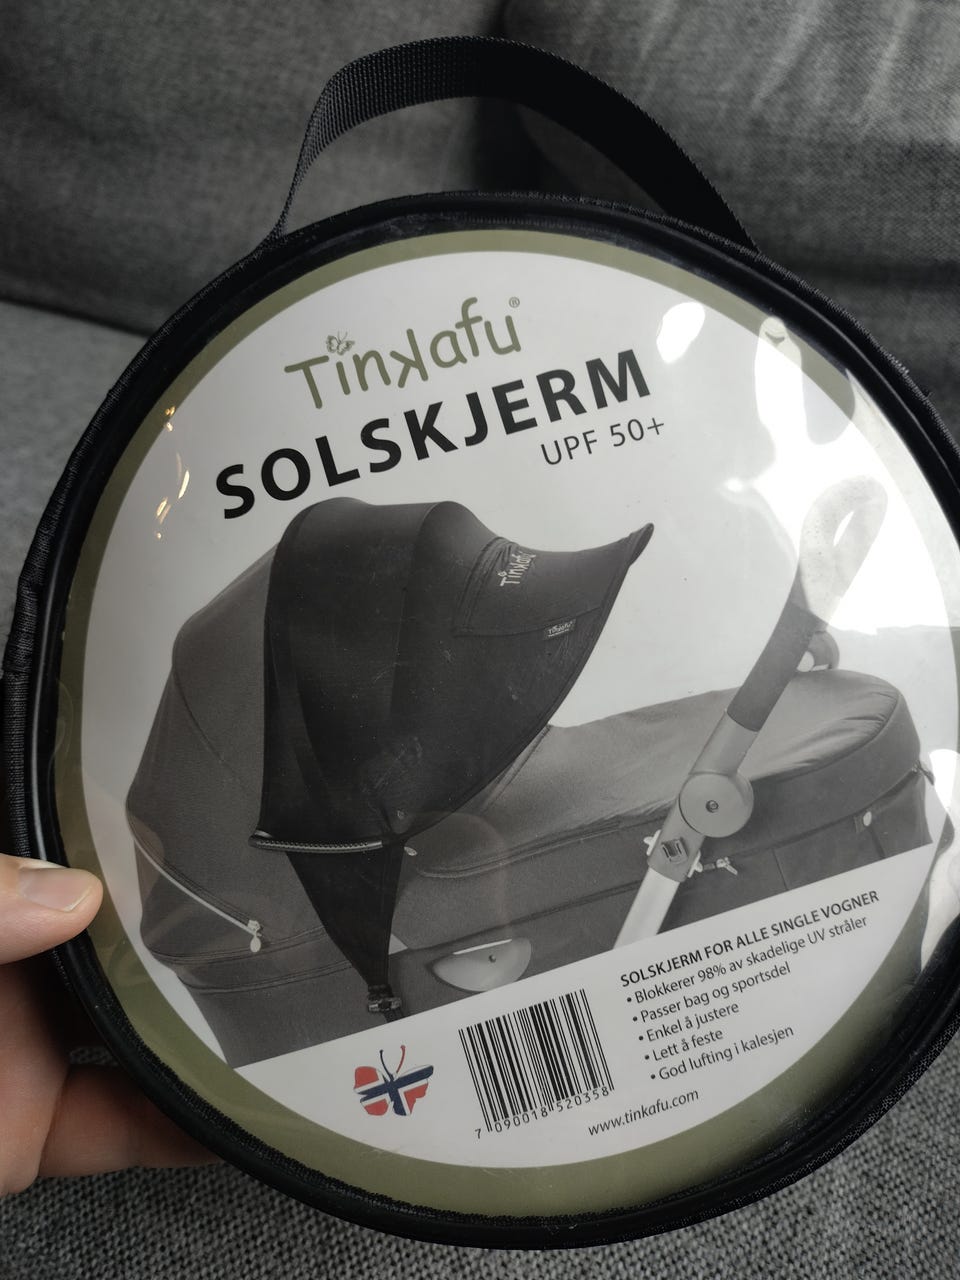 Tinkafu®
SOLSKJERM
UPF 50+
Tinkafu
Tinkafu
SOLSKJERM FOR ALLE SINGLE VOGNER
• Blokkerer 98% av skadelige UV stråler
• Passer bag og sportsdel
• Enkel å justere
• Lett å feste
• God lufting i kalesjen
7 090018 520358
www.tinkafu.com